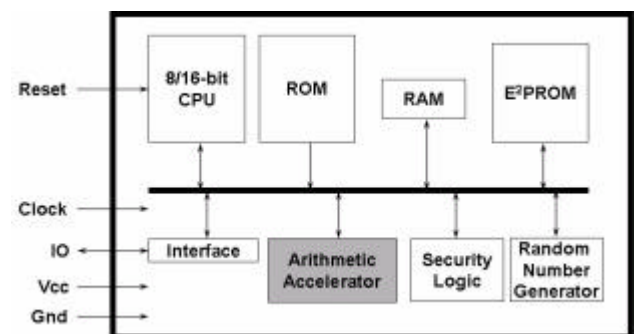 Reset
8/16-bit
CPU
ROM
RAM
E²PROM
Clock
IO
Interface
Arithmetic
Accelerator
Security
Logic
Random
Number
Generator
Vcc
Gnd